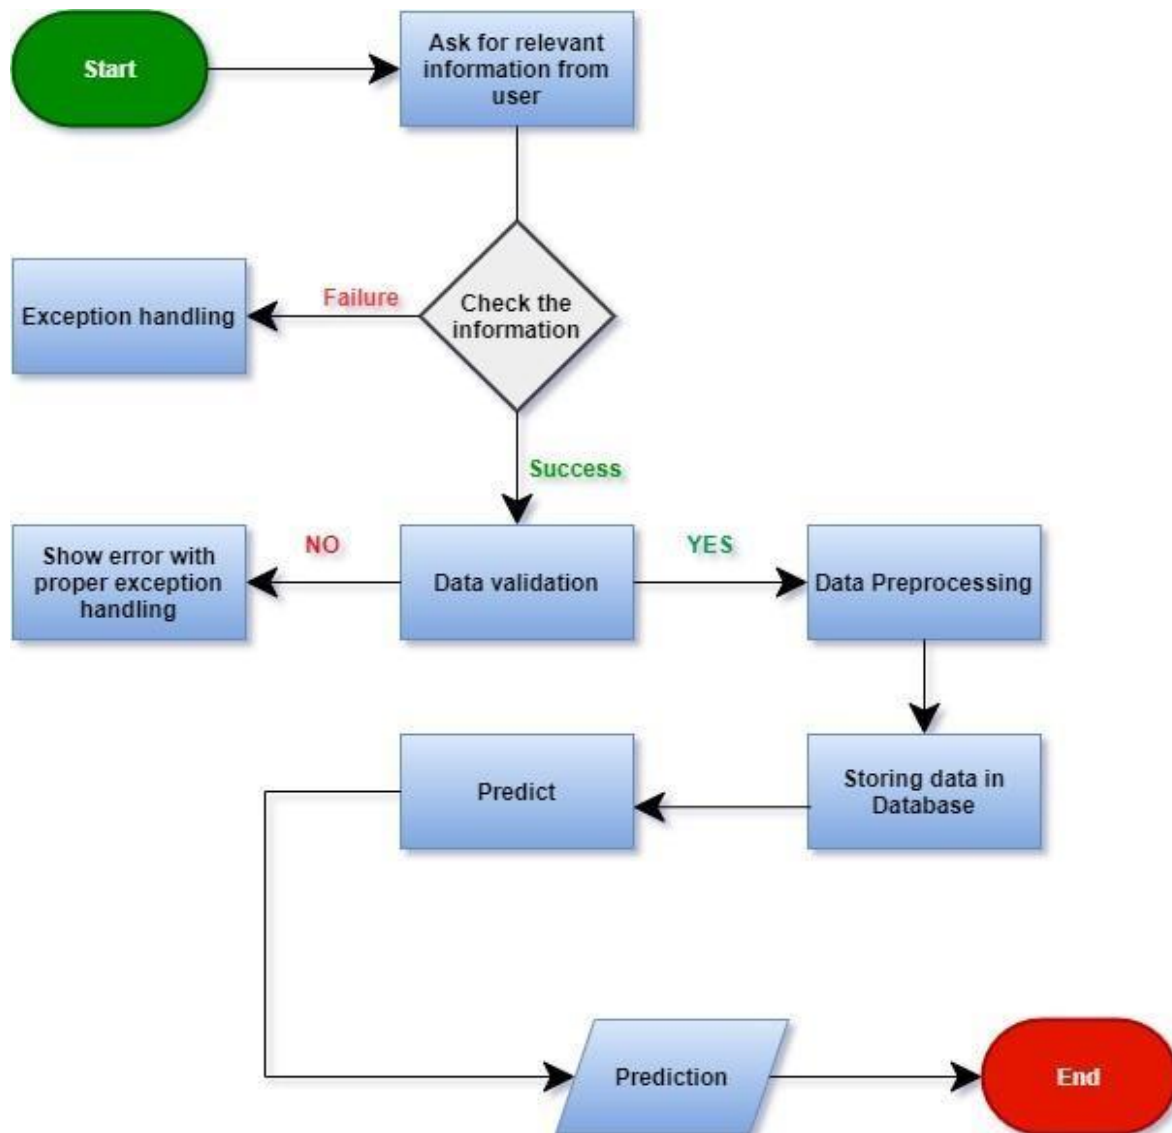 Start
Ask for relevant
information from
user
Failure
Exception handling
Check the
information
Success
NO
YES
Show error with
proper exception
handling
Data validation
Data Preprocessing
Predict
Storing data in
Database
Prediction
End